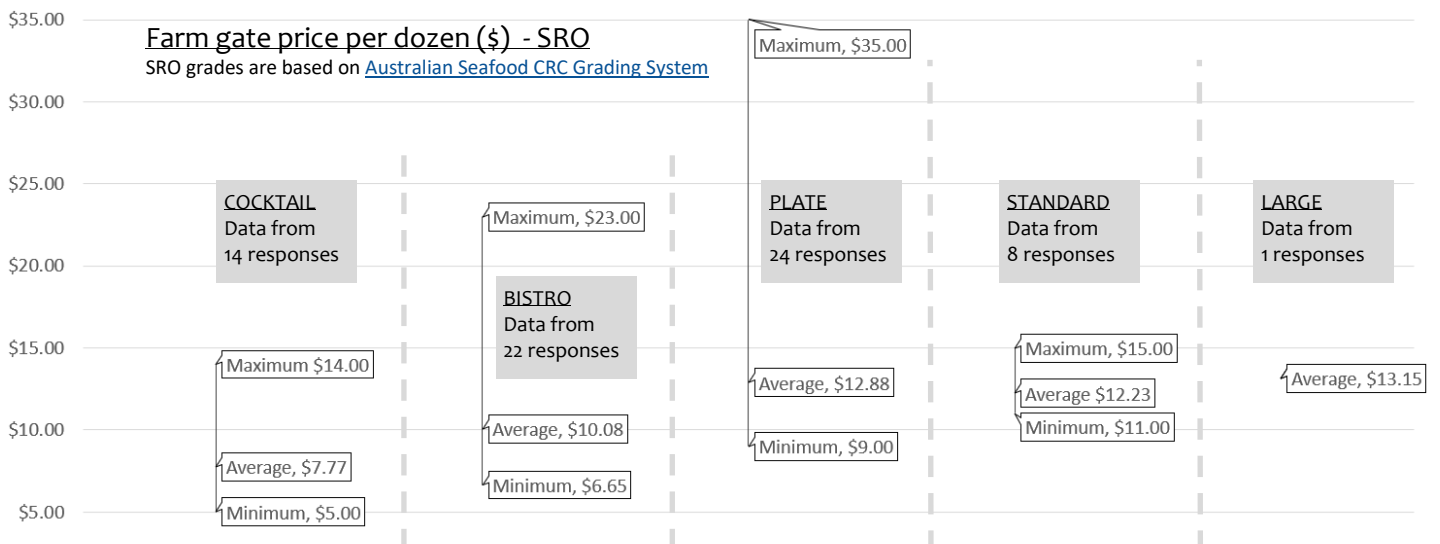 $35.00
$30.00
$25.00
$20.00
$15.00
$10.00
$5.00
Farm gate price per dozen ($) - SRO
SRO grades are based on Australian Seafood CRC Grading System
COCKTAIL
Data from
14 responses
Maximum $14.00
Average, $7.77
Minimum, $5.00
Maximum, $23.00
BISTRO
Data from
22 responses
Average, $10.08
Minimum, $6.65
Maximum, $35.00
PLATE
Data from
24 responses
Average, $12.88
Minimum, $9.00
STANDARD
Data from
8 responses
Maximum, $15.00
Average $12.23
Minimum, $11.00
LARGE
Data from
1 responses
Average, $13.15